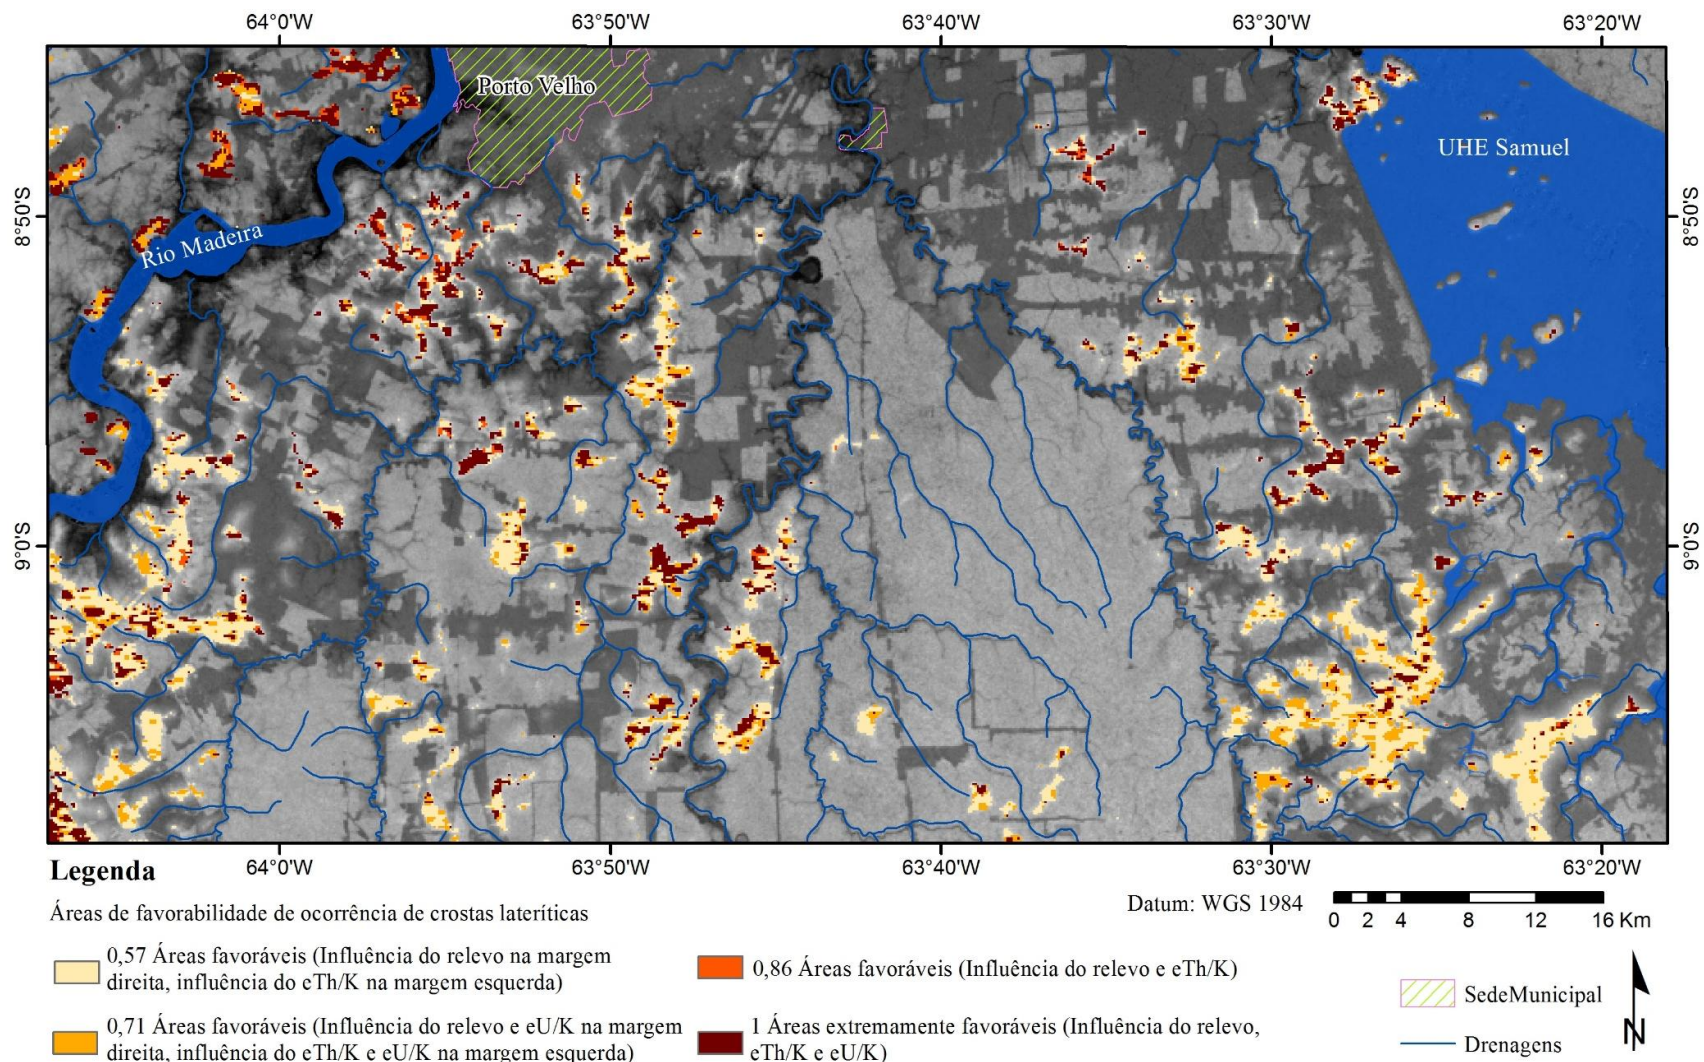 64°0'W 63°50'W 63°40'W 63°30'W 63°20'W
Porto Velho
UHE Samuel
8°50'S 8°50'S
Rio Madeira
9°0'S 9°0'S
64°0'W 63°50'W 63°40'W 63°30'W 63°20'W
Legenda
Áreas de favorabilidade de ocorrência de crostas lateríticas
0,57 Áreas favoráveis (Influência do relevo na margem
direita, influência do eTh/K na margem esquerda)
0,71 Áreas favoráveis (Influência do relevo e eU/K na margem
direita, influência do eTh/K e eU/K na margem esquerda)
0,86 Áreas favoráveis (Influência do relevo e eTh/K)
1 Áreas extremamente favoráveis (Influência do relevo,
eTh/K e eU/K)
Datum: WGS 1984
0 2 4 8 12 16 Km
SedeMunicipal
Drenagens
N